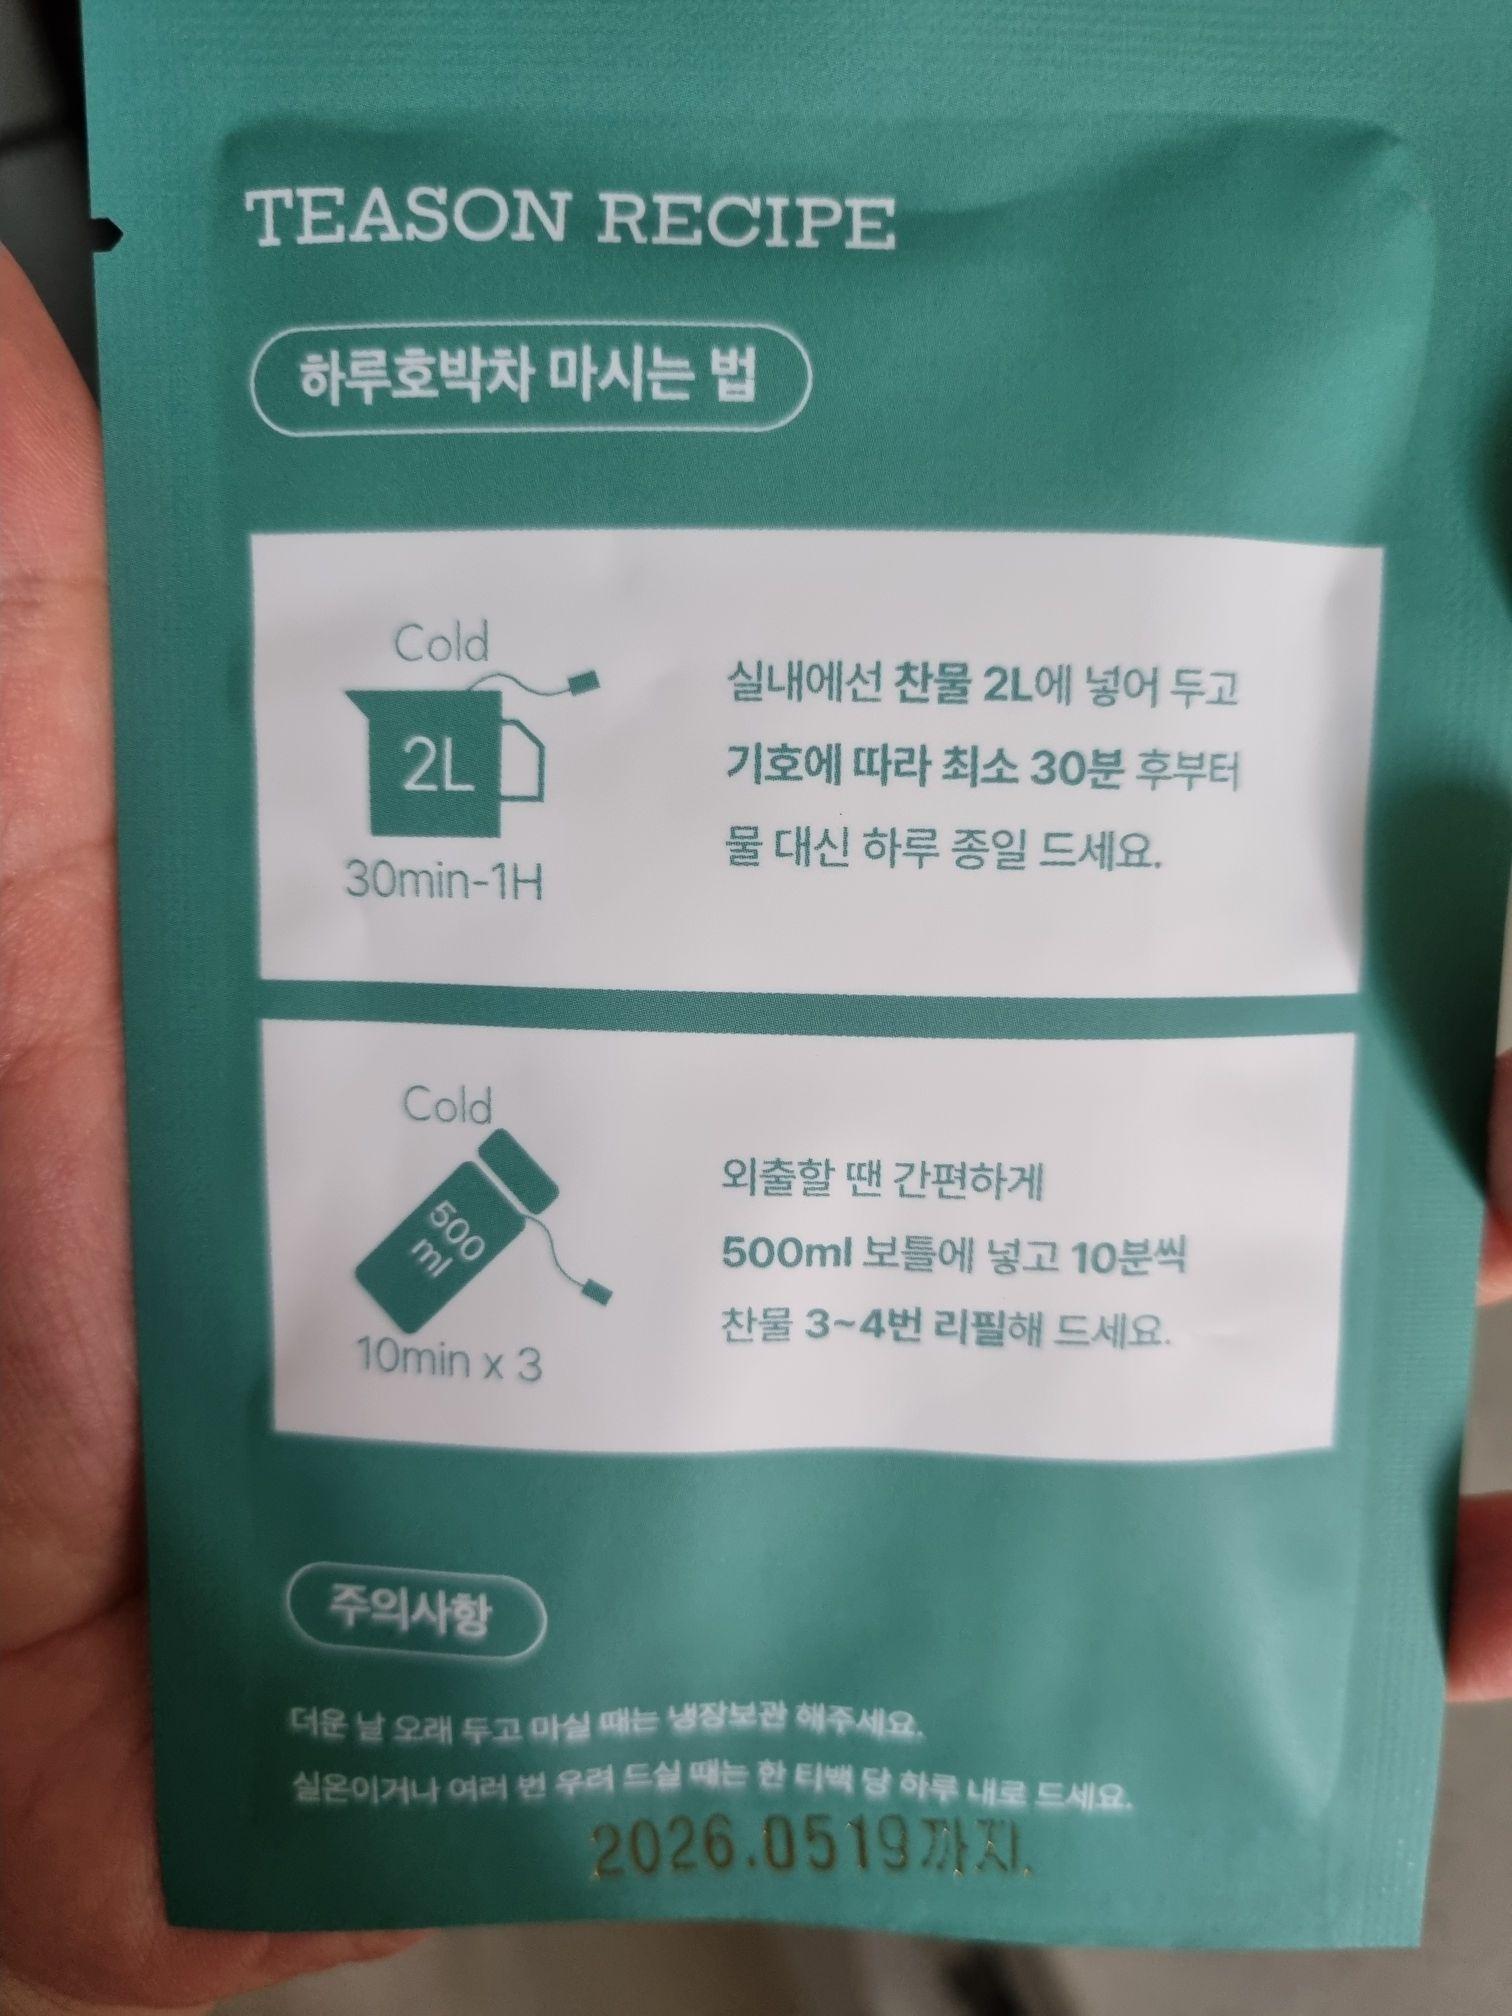 TEASON RECIPE
하루호박차 마시는 법
Cold
2L
30min-1H
실내에선 찬물 2L에 넣어 두고
기호에 따라 최소 30분 후부터
물 대신 하루 종일 드세요.
Cold
500
ml
10min x 3
외출할 땐 간편하게
500ml 보틀에 넣고 10분씩
찬물 3~4번 리필해 드세요.
주의사항
더운 날 오래 두고 마실 때는 냉장보관 해주세요.
실온이거나 여러 번 우려 드실 때는 한 티백 당 하루 내로 드세요.
2026.0519까지.